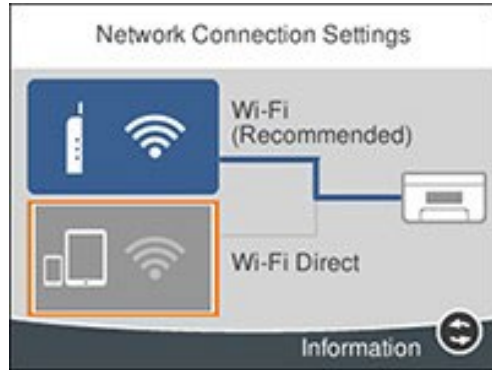 Network Connection Settings
Wi-Fi
(Recommended)
Wi-Fi Direct
Information